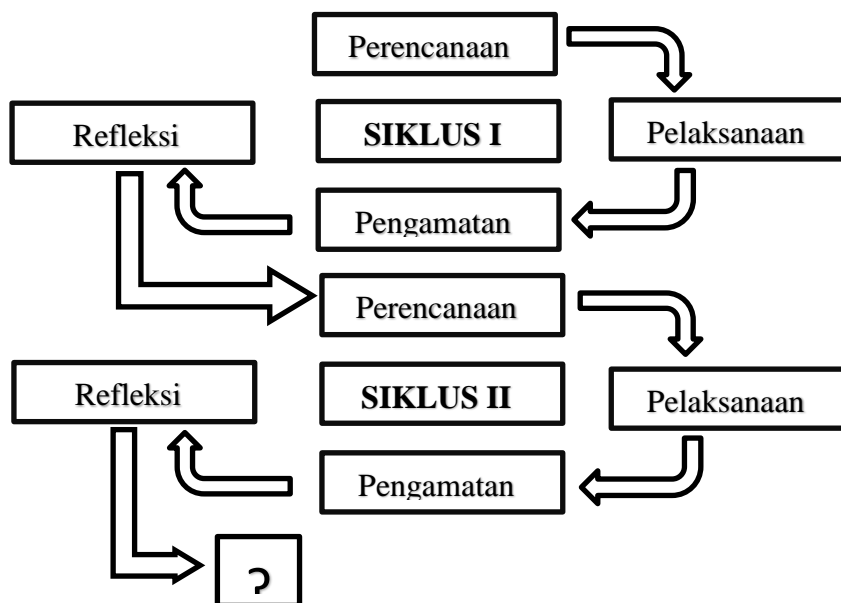 Perencanaan
Refleksi
SIKLUS I
Pelaksanaan
Pengamatan
Perencanaan
Refleksi
SIKLUS II
Pelaksanaan
Pengamatan
?